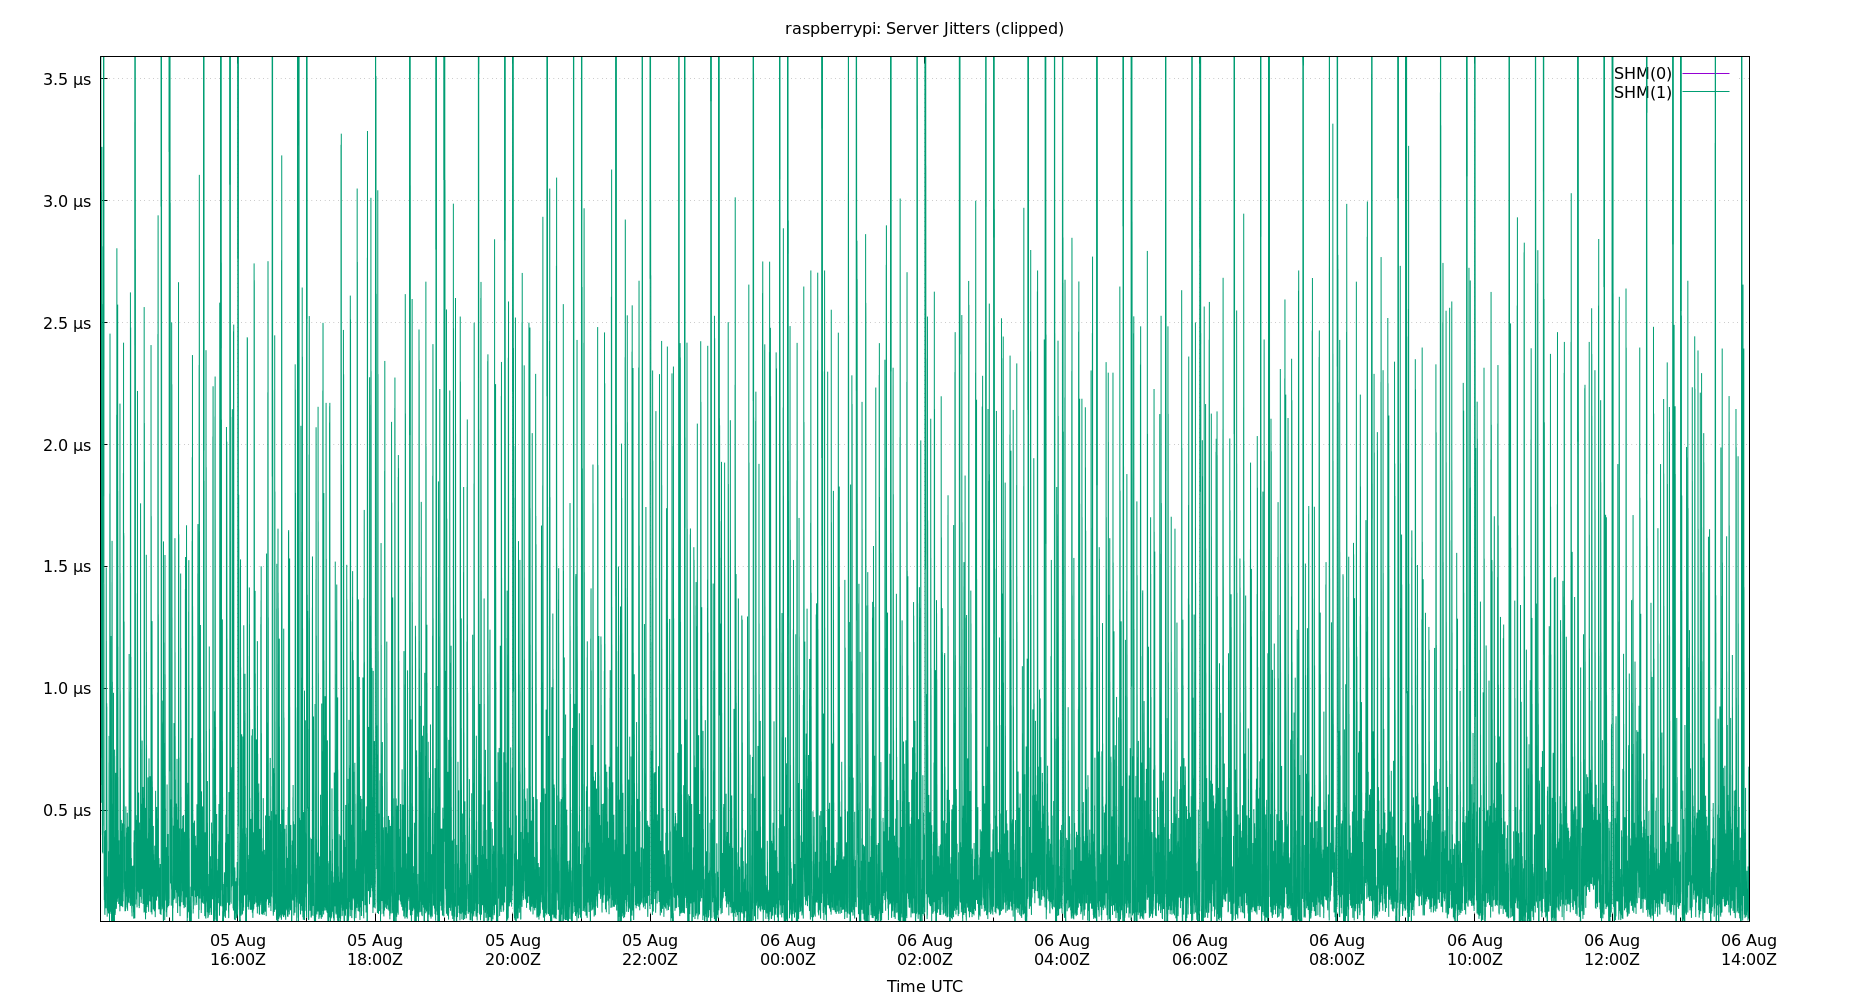 raspberrypi: Server Jitters (clipped)
3.5 µs
SHM(0)
SHM(1)
3.0 µs
2.5 µs
2.0 µs
1.5 µs
1.0 µs
0.5 µs
05 Aug 05 Aug 05 Aug 05 Aug 06 Aug 06 Aug 06 Aug 06 Aug 06 Aug 06 Aug 06 Aug 06 Aug
16:00Z 18:00Z 20:00Z 22:00Z 00:00Z 02:00Z 04:00Z 06:00Z 08:00Z 10:00Z 12:00Z 14:00Z
Time UTC